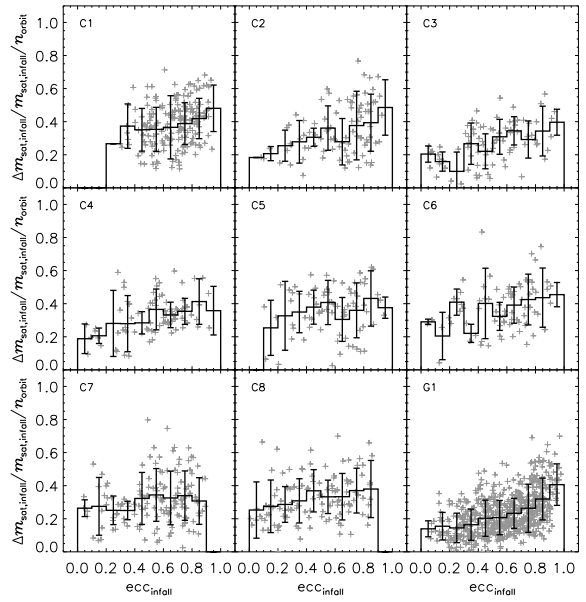 1.0
0.8
0.6
0.4
0.2
0.0
Δm_sat,infall/m_sat,infall/n_orbit
C1
C2
C3
1.0
0.8
0.6
0.4
0.2
0.0
Δm_sat,infall/m_sat,infall/n_orbit
C4
C5
C6
1.0
0.8
0.6
0.4
0.2
0.0
Δm_sat,infall/m_sat,infall/n_orbit
C7
C8
G1
0.0 0.2 0.4 0.6 0.8 1.0 0.0 0.2 0.4 0.6 0.8 1.0 0.0 0.2 0.4 0.6 0.8 1.0
ecc_infall ecc_infall ecc_infall